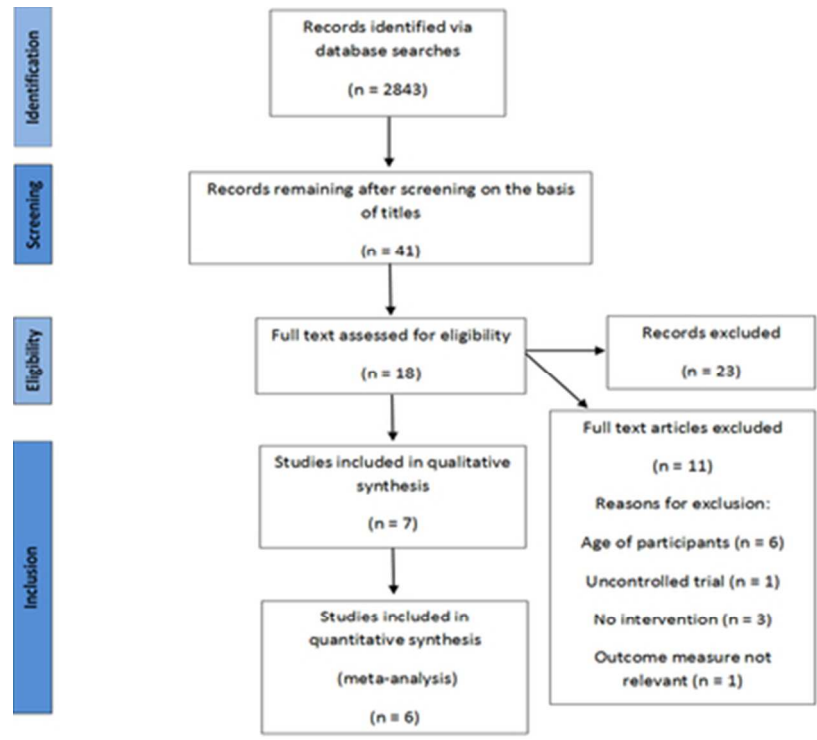 Identification
Records identified via
database searches
(n = 2843)
Screening
Records remaining after screening on the basis
of titles
(n = 41)
Eligibility
Full text assessed for eligibility
(n = 18)
Records excluded
(n = 23)
Full text articles excluded
(n = 11)
Reasons for exclusion:
Age of participants (n = 6)
Uncontrolled trial (n = 1)
No intervention (n = 3)
Outcome measure not
relevant (n = 1)
Inclusion
Studies included in qualitative
synthesis
(n = 7)
Studies included in
quantitative synthesis
(meta-analysis)
(n = 6)